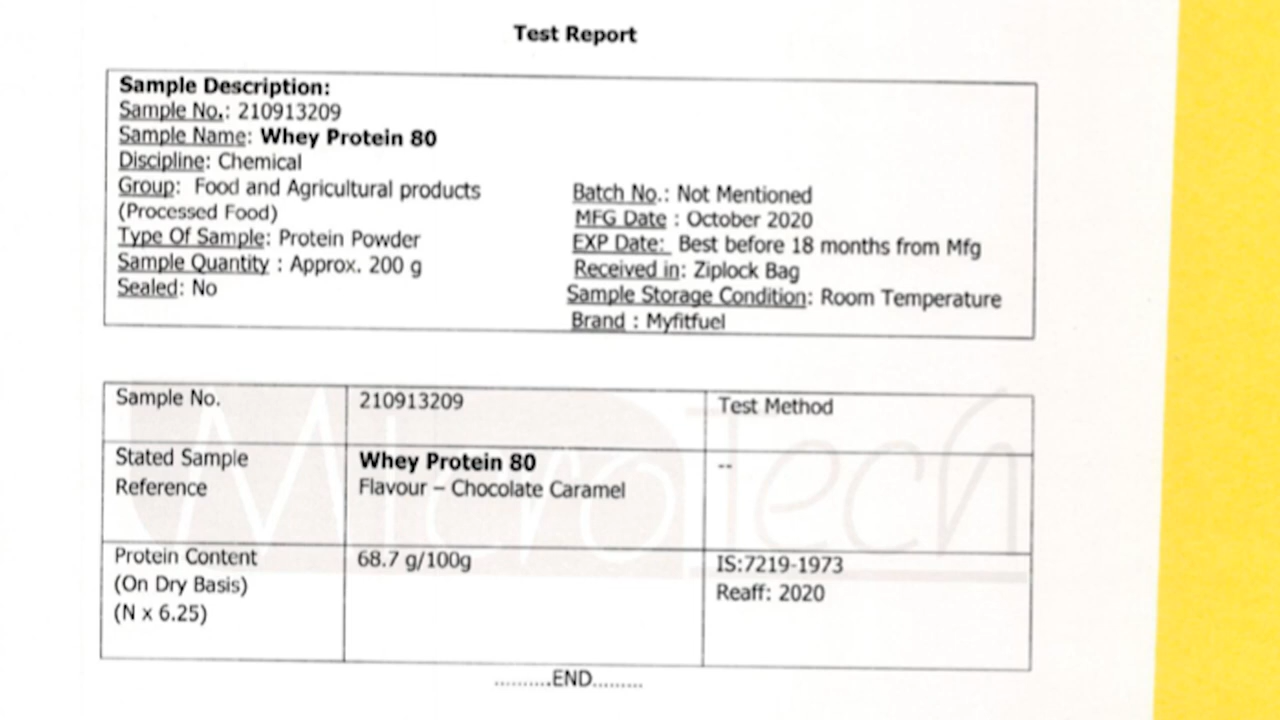 Test Report
Sample Description:
Sample No.: 210913209
Sample Name: Whey Protein 80
Discipline: Chemical
Group: Food and Agricultural products
(Processed Food)
Type Of Sample: Protein Powder
Sample Quantity : Approx. 200 g
Sealed: No
Batch No.: Not Mentioned
MFG Date : October 2020
EXP Date: Best before 18 months from Mfg
Received in: Ziplock Bag
Sample Storage Condition: Room Temperature
Brand : Myfitfuel
MicroTech
Sample No. 210913209 Test Method
Stated Sample Reference Whey Protein 80 --
Flavour – Chocolate Caramel
Protein Content 68.7 g/100g IS:7219-1973
(On Dry Basis) Reaff: 2020
(N x 6.25)
..........END.........